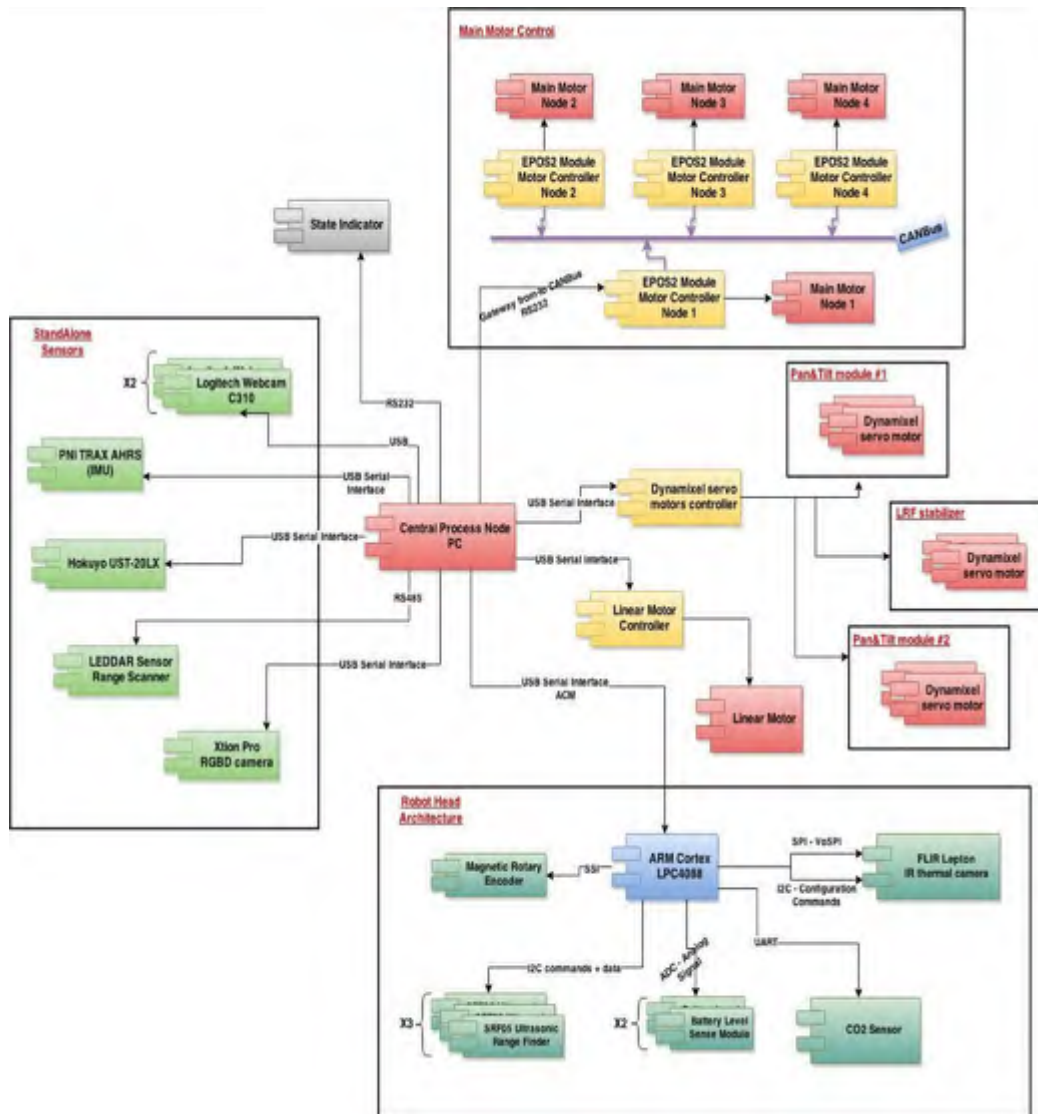 Main Motor Control
Main Motor
Node 2
Main Motor
Node 3
Main Motor
Node 4
EPOS2 Module
Motor Controller
Node 2
EPOS2 Module
Motor Controller
Node 3
EPOS2 Module
Motor Controller
Node 4
CANBus
State Indicator
Gateway from-to CANBus
RS232
EPOS2 Module
Motor Controller
Node 1
Main Motor
Node 1
StandAlone
Sensors
X2
Logitech Webcam
C310
RS232
USB
PNI TRAX AHRS
(IMU)
USB Serial
Interface
Hokuyo UST-20LX
USB Serial Interface
Central Process Node
PC
RS485
LEDDAR Sensor
Range Scanner
USB Serial Interface
Xtion Pro
RGBD camera
USB Serial Interface
Dynamixel servo
motors controller
Pan&Tilt module #1
Dynamixel
servo motor
LRF stabilizer
Dynamixel
servo motor
USB Serial Interface
Linear Motor
Controller
Pan&Tilt module #2
Dynamixel
servo motor
Linear Motor
USB Serial Interface
ACM
Robot Head
Architecture
Magnetic Rotary
Encoder
SSI
ARM Cortex
LPC4088
SPI - VoSPI
I2C - Configuration
Commands
FLIR Lepton
IR thermal camera
I2C commands + data
ADC - Analog
Signal
UART
X3
SRF05 Ultrasonic
Range Finder
X2
Battery Level
Sense Module
CO2 Sensor